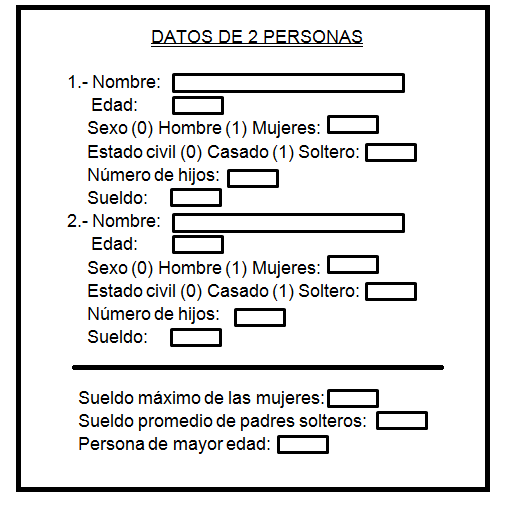 DATOS DE 2 PERSONAS
1.- Nombre:
Edad:
Sexo (0) Hombre (1) Mujeres:
Estado civil (0) Casado (1) Soltero:
Número de hijos:
Sueldo:
2.- Nombre:
Edad:
Sexo (0) Hombre (1) Mujeres:
Estado civil (0) Casado (1) Soltero:
Número de hijos:
Sueldo:
Sueldo máximo de las mujeres:
Sueldo promedio de padres solteros:
Persona de mayor edad: